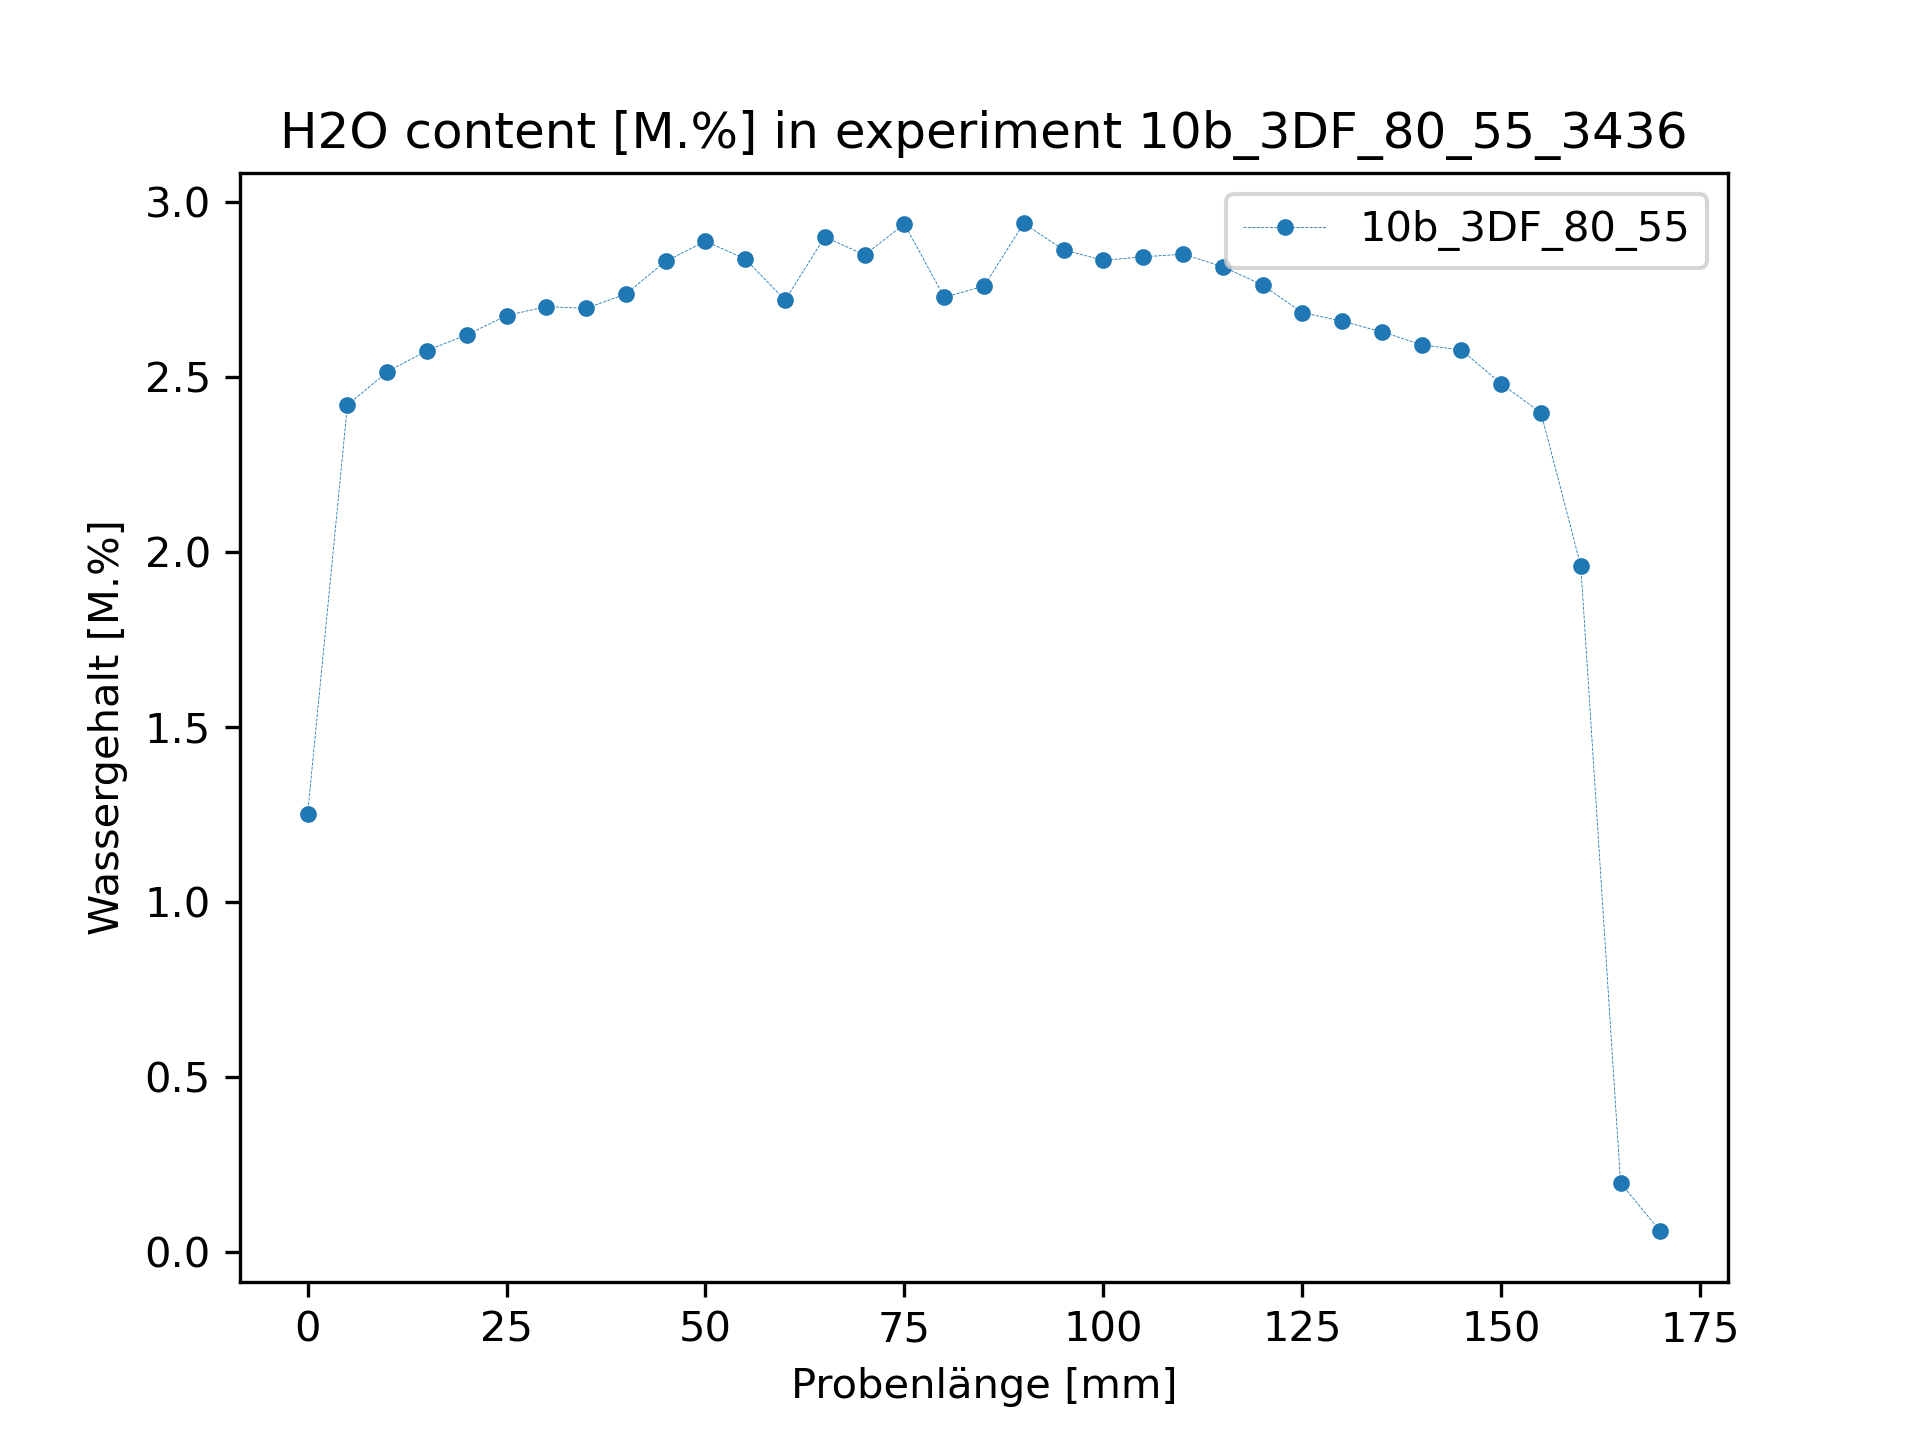 H2O content [M.%] in experiment 10b_3DF_80_55_3436
10b_3DF_80_55
Wassergehalt [M.%]
3.0
2.5
2.0
1.5
1.0
0.5
0.0
0 25 50 75 100 125 150 175
Probenlänge [mm]